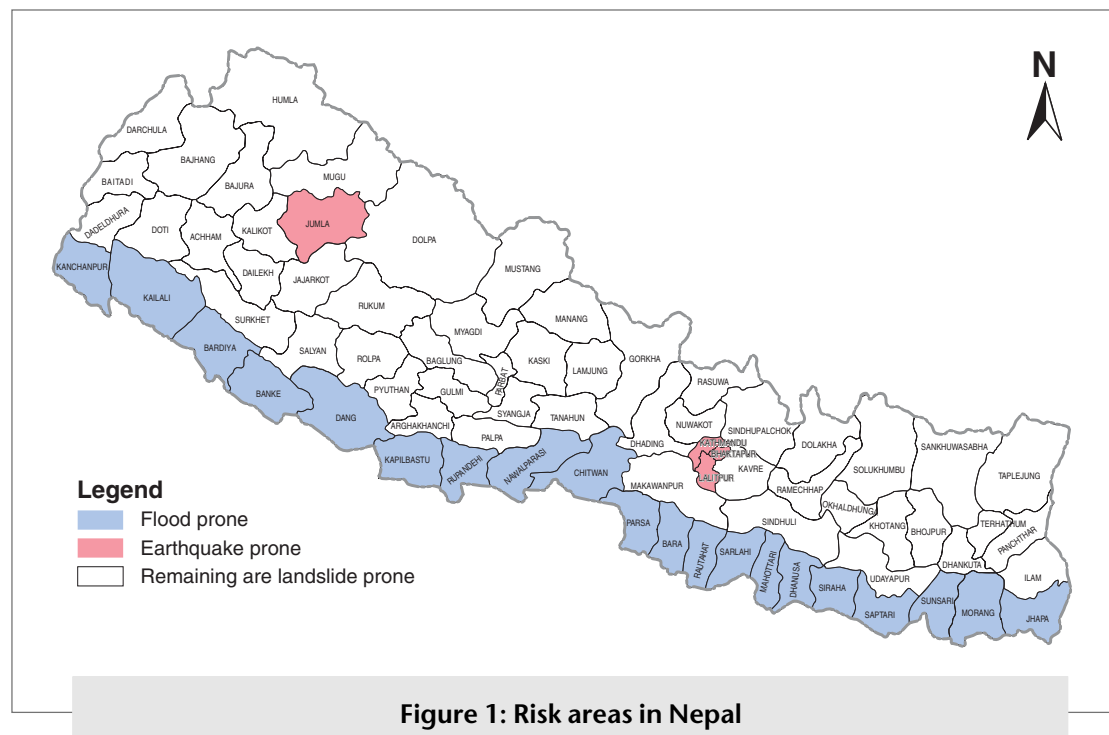 N
HUMLA
DARCHULA
BAJHANG
BAITADI
BAJURA
MUGU
DADELDHURA
JUMLA
DOTI
ACHHAM
KALIKOT
DOLPA
KANCHANPUR
DAILEKH
JAJARKOT
MUSTANG
KAILALI
RUKUM
SURKHET
MANANG
MYAGDI
BARDIYA
SALYAN
ROLPA
BAGLUNG
PARBAT
KASKI
LAMJUNG
GORKHA
RASUWA
BANKE
PYUTHAN
GULMI
DANG
SYANGJA
TANAHUN
NUWAKOT
SINDHUPALCHOK
ARGHAKHANCHI
PALPA
DHADING
KATHMANDU
DOLAKHA
SANKHUWASABHA
BHAKTAPUR
KAPILBASTU
RUPANDEHI
NAWALPARASI
CHITWAN
KAVRE
SOLUKHUMBU
TAPLEJUNG
LALITPUR
MAKAWANPUR
RAMECHHAP
OKHALDHUNGA
Legend
Flood prone
Earthquake prone
Remaining are landslide prone
PARSA
BARA
RAUTAHAT
SARLAHI
SINDHULI
KHOTANG
BHOJPUR
TERHATHUM
PANCHTHAR
MAHOTTARI
DHANUSA
SIRAHA
UDAYAPUR
DHANKUTA
ILAM
SAPTARI
SUNSARI
MORANG
JHAPA
Figure 1: Risk areas in Nepal